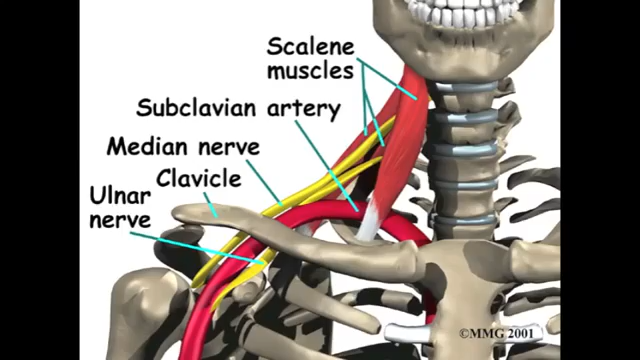 Scalene
muscles
Subclavian artery
Median nerve
Clavicle
Ulnar
nerve
©MMG 2001